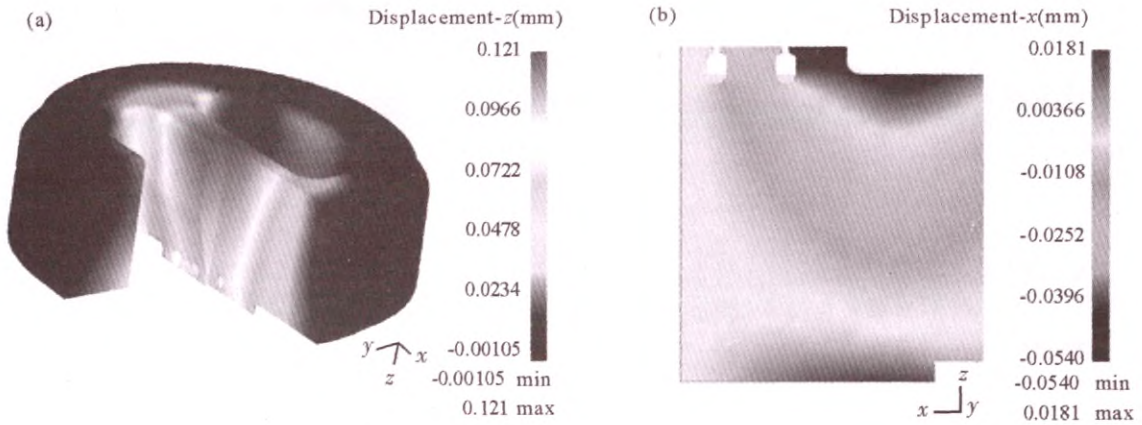 (a)
Displacement-z(mm)
0.121
0.0966
0.0722
0.0478
0.0234
-0.00105
-0.00105 min
0.121 max
y
x
z
(b)
Displacement-x(mm)
0.0181
0.00366
-0.0108
-0.0252
-0.0396
-0.0540
-0.0540 min
0.0181 max
z
x
y